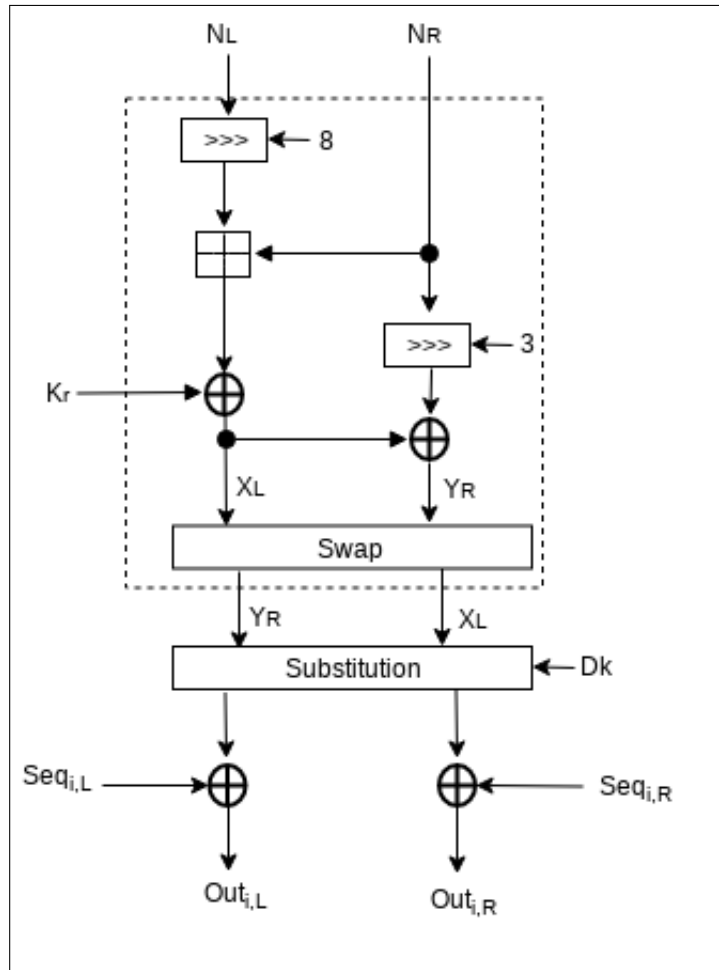 NL NR
>>> 8
>>> 3
Kr
XL YR
Swap
YR XL
Substitution Dk
Seqi,L Seqi,R
Outi,L Outi,R